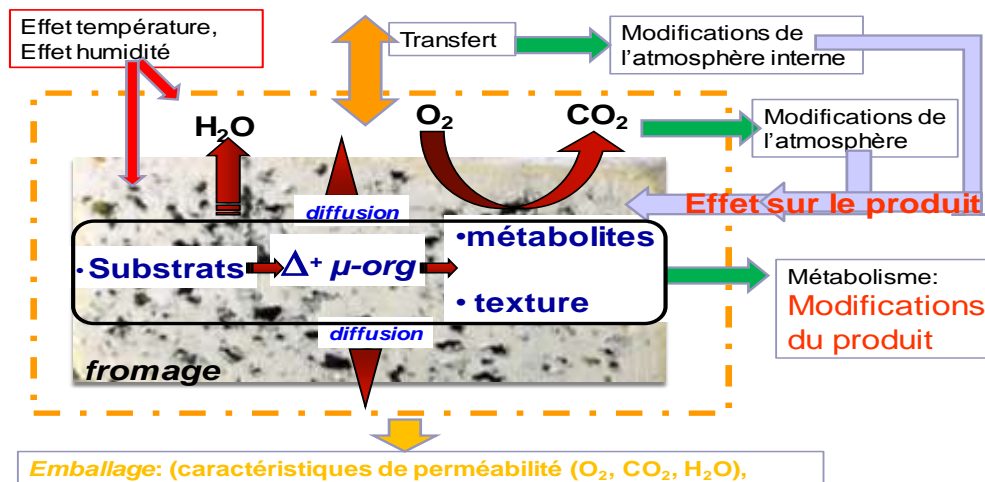 Effet température,
Effet humidité
Transfert
Modifications de
l’atmosphère interne
H₂O
O₂
CO₂
Modifications de
l’atmosphère
diffusion
Effet sur le produit
•métabolites
• Substrats
Δ⁺ µ-org
• texture
diffusion
fromage
Métabolisme:
Modifications
du produit
Emballage: (caractéristiques de perméabilité (O₂, CO₂, H₂O),